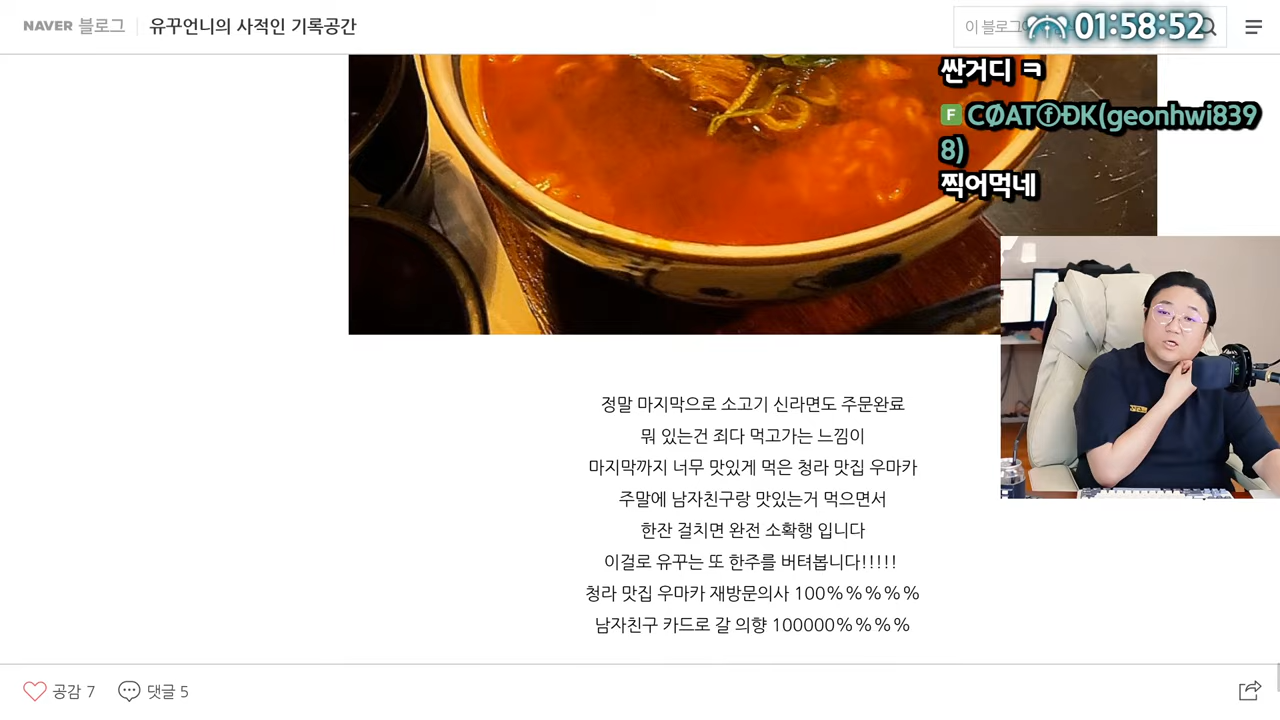 NAVER 블로그 유꾸언니의 사적인 기록공간
이 블로그에
01:58:52
싼거디 ㅋ
F CØATⓕĐK(geonhwi839
8)
찍어먹네
정말 마지막으로 소고기 신라면도 주문완료
뭐 있는건 죄다 먹고가는 느낌이
마지막까지 너무 맛있게 먹은 청라 맛집 우마카
주말에 남자친구랑 맛있는거 먹으면서
한잔 걸치면 완전 소확행 입니다
이걸로 유꾸는 또 한주를 버텨봅니다!!!!!
청라 맛집 우마카 재방문의사 100%%%%%
남자친구 카드로 갈 의향 100000%%%%
공감 7 댓글 5